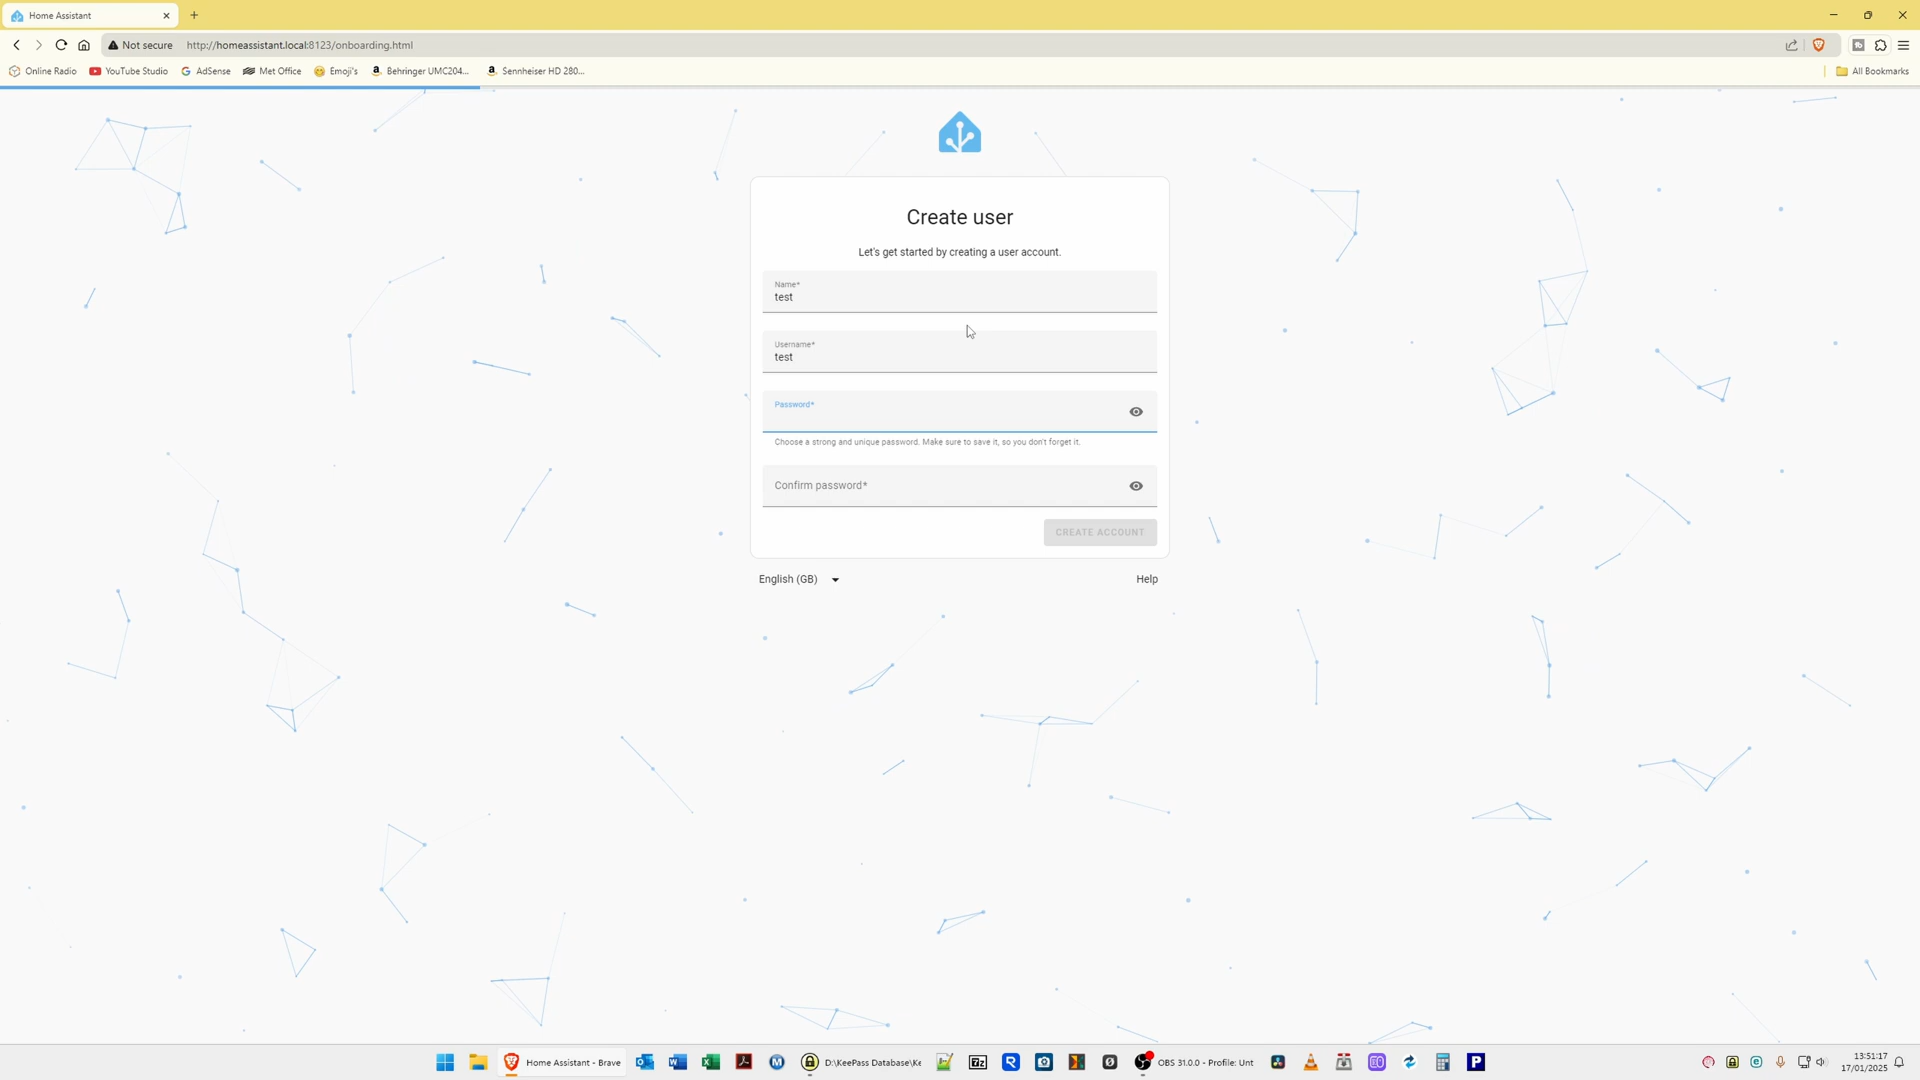 Home Assistant
Not secure
http://homeassistant.local:8123/onboarding.html
Online Radio
YouTube Studio
AdSense
Met Office
Emoji's
Behringer UMC204...
Sennheiser HD 280...
All Bookmarks
Create user
Let's get started by creating a user account.
Name*
test
Username*
test
Password*
Choose a strong and unique password. Make sure to save it, so you don't forget it.
Confirm password*
CREATE ACCOUNT
English (GB)
Help
Home Assistant - Brave
D:\KeePass Database\Ke
OBS 31.0.0 - Profile: Unt
13:51:17
17/01/2025